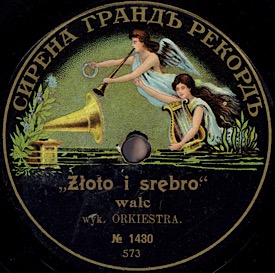 СИРЕНА ГРАНДЪ РЕКОРДЪ
„Złoto i srebro“
walc
wyk. ORKIESTRA.
№ 1430
573